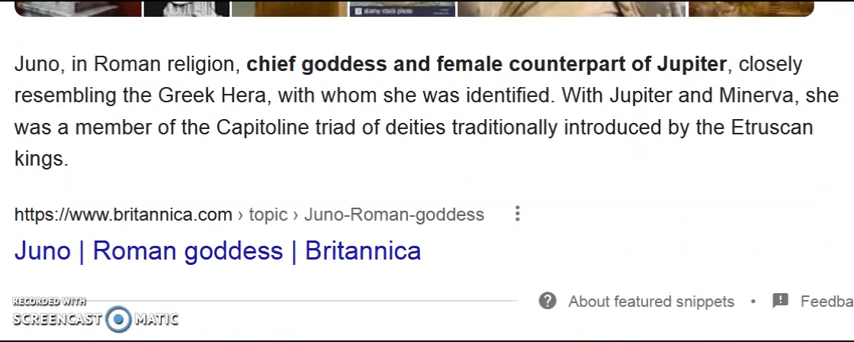 alamy stock photo
Juno, in Roman religion, chief goddess and female counterpart of Jupiter, closely
resembling the Greek Hera, with whom she was identified. With Jupiter and Minerva, she
was a member of the Capitoline triad of deities traditionally introduced by the Etruscan
kings.
https://www.britannica.com › topic › Juno-Roman-goddess
Juno | Roman goddess | Britannica
About featured snippets • Feedba
RECORDED WITH
SCREENCAST MATIC